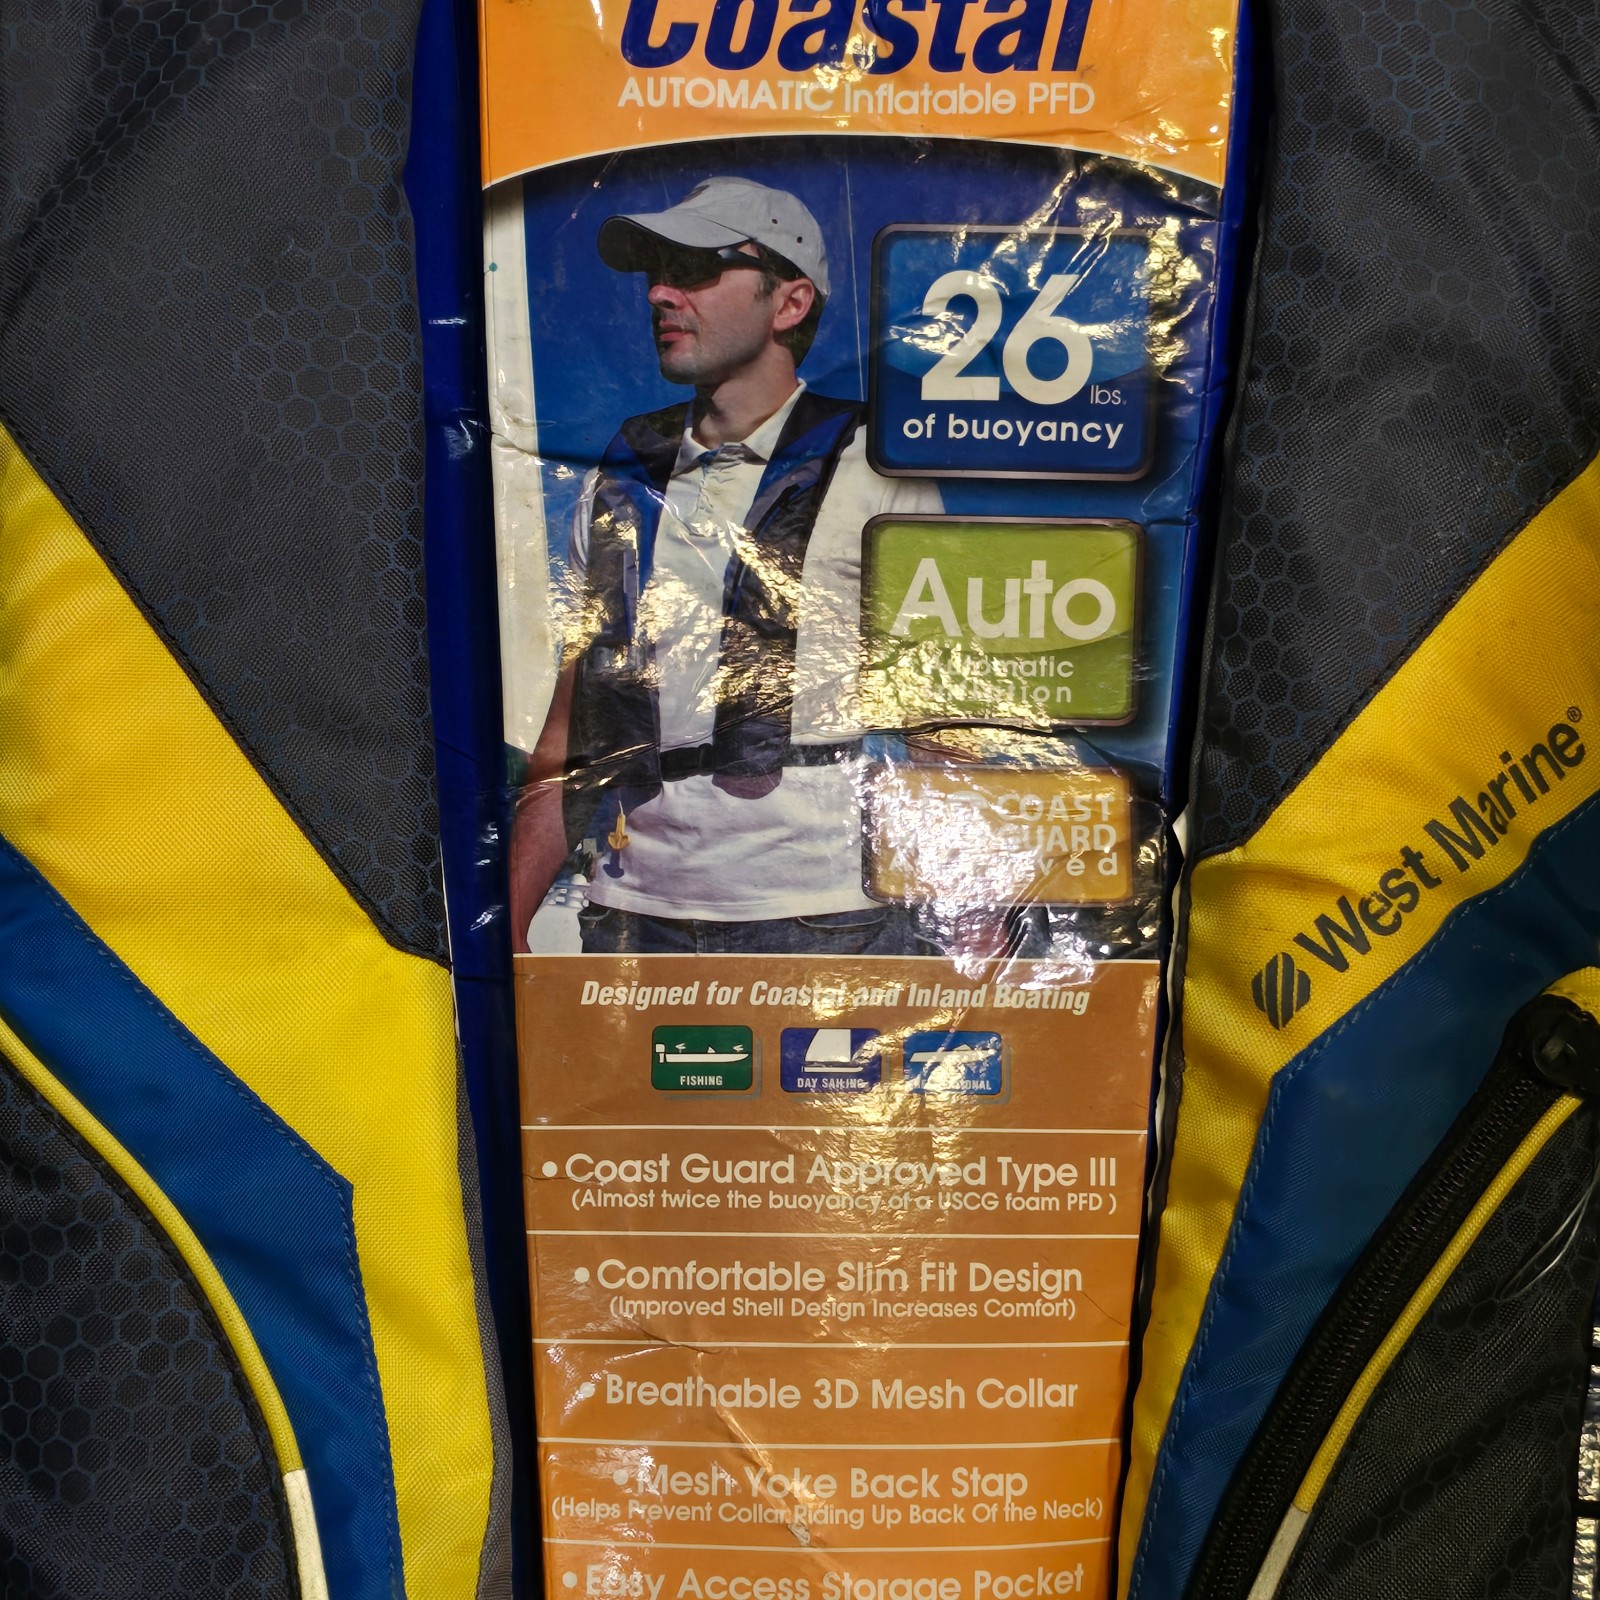 Coastal
AUTOMATIC Inflatable PFD
26 lbs.
of buoyancy
Auto
Automatic
COAST
GUARD
Designed for Coastal and Inland Boating
FISHING
DAY SAILING
• Coast Guard Approved Type III
(Almost twice the buoyancy of a USCG foam PFD )
• Comfortable Slim Fit Design
(Improved Shell Design Increases Comfort)
• Breathable 3D Mesh Collar
• Mesh Yoke Back Stap
(Helps Prevent Collar Riding Up Back Of the Neck)
• Easy Access Storage Pocket
West Marine®